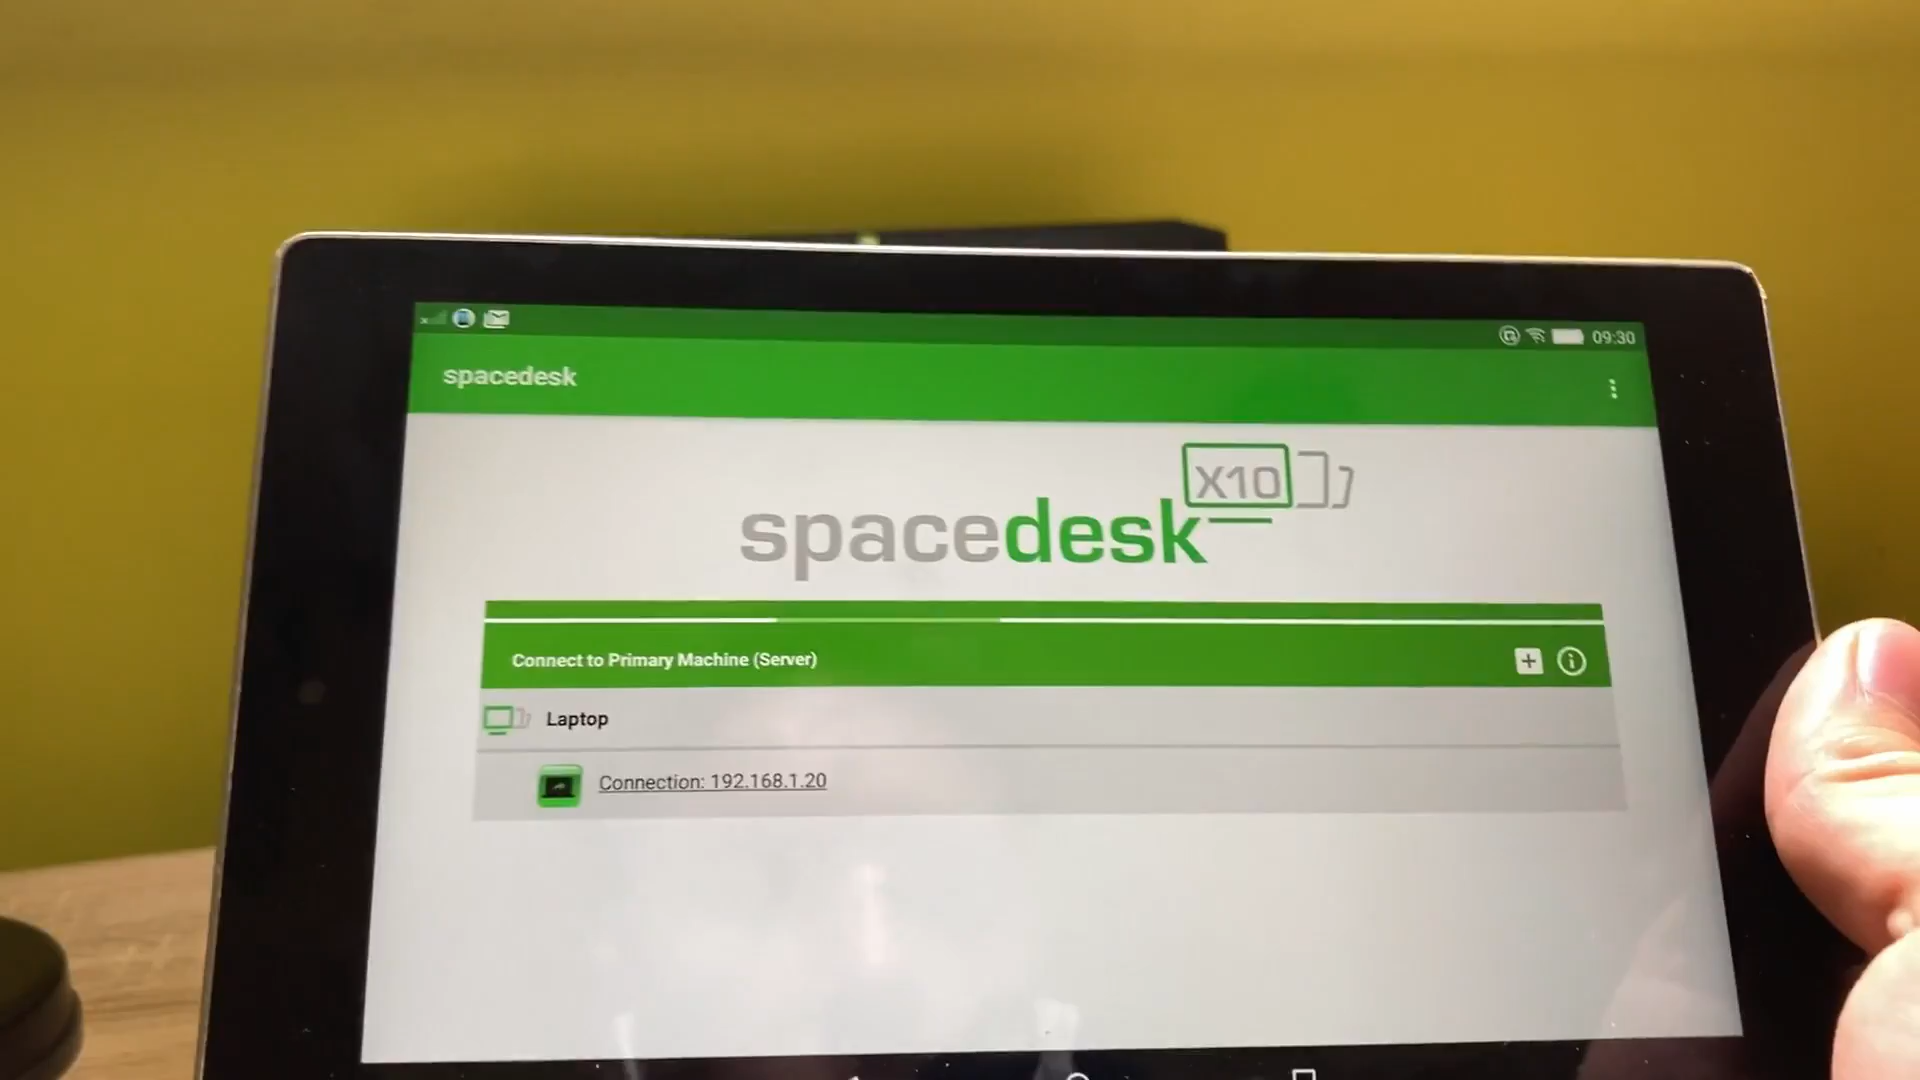 09:30
spacedesk
X10
spacedesk
Connect to Primary Machine (Server)
Laptop
Connection: 192.168.1.20